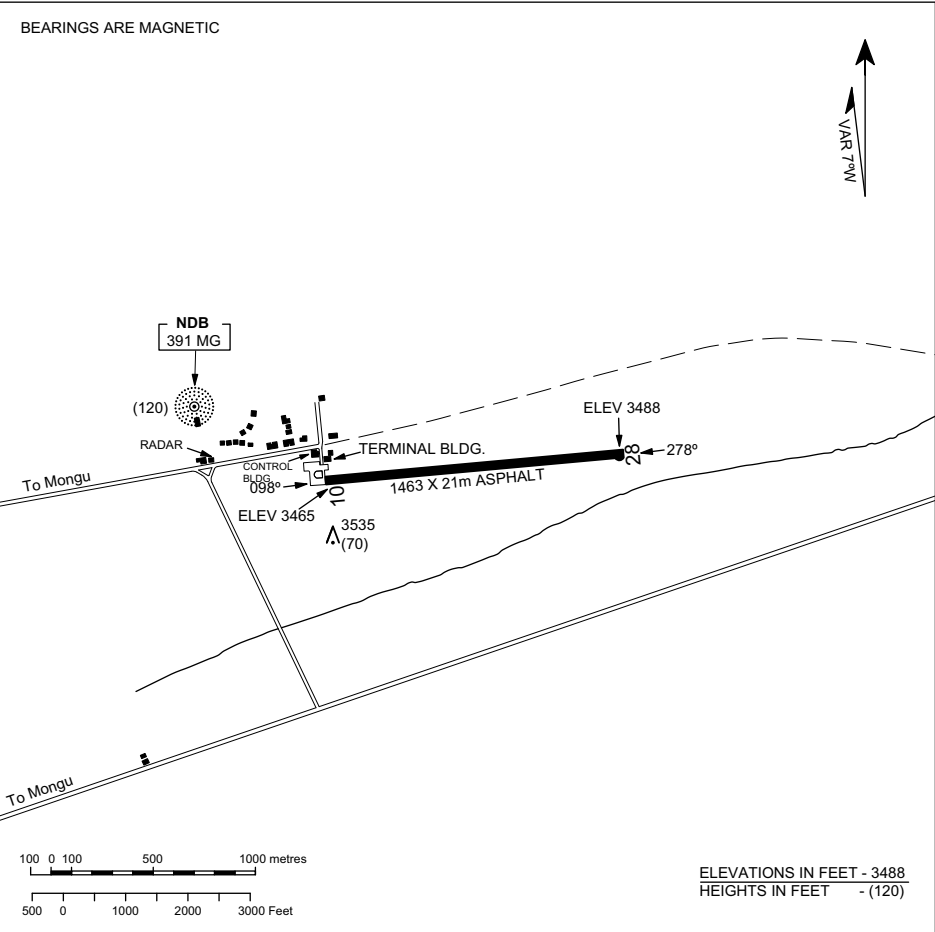 BEARINGS ARE MAGNETIC
VAR 7ºW
NDB
391 MG
(120)
RADAR
To Mongu
CONTROL
BLDG.
TERMINAL BLDG.
ELEV 3488
28
278º
098º
D
10
1463 X 21m ASPHALT
ELEV 3465
3535
(70)
To Mongu
100 0 100 500 1000 metres
500 0 1000 2000 3000 Feet
ELEVATIONS IN FEET - 3488
HEIGHTS IN FEET - (120)